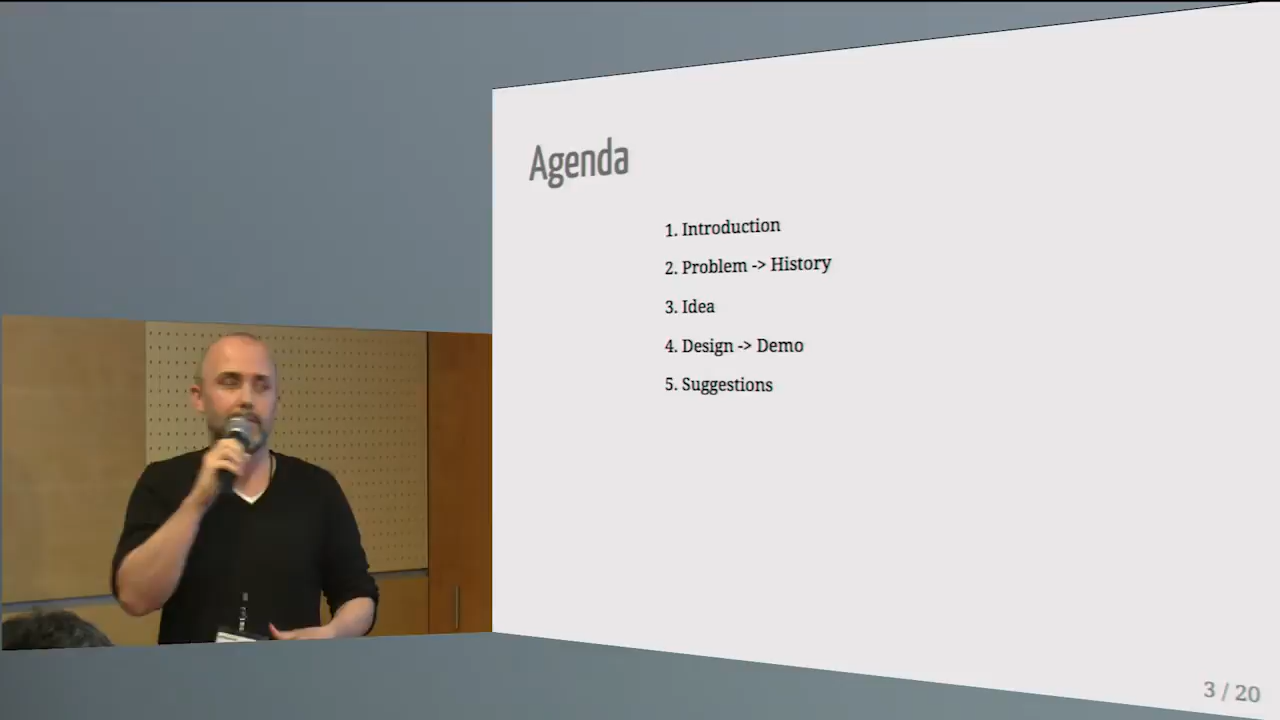 Agenda
1. Introduction
2. Problem -> History
3. Idea
4. Design -> Demo
5. Suggestions
3 / 20